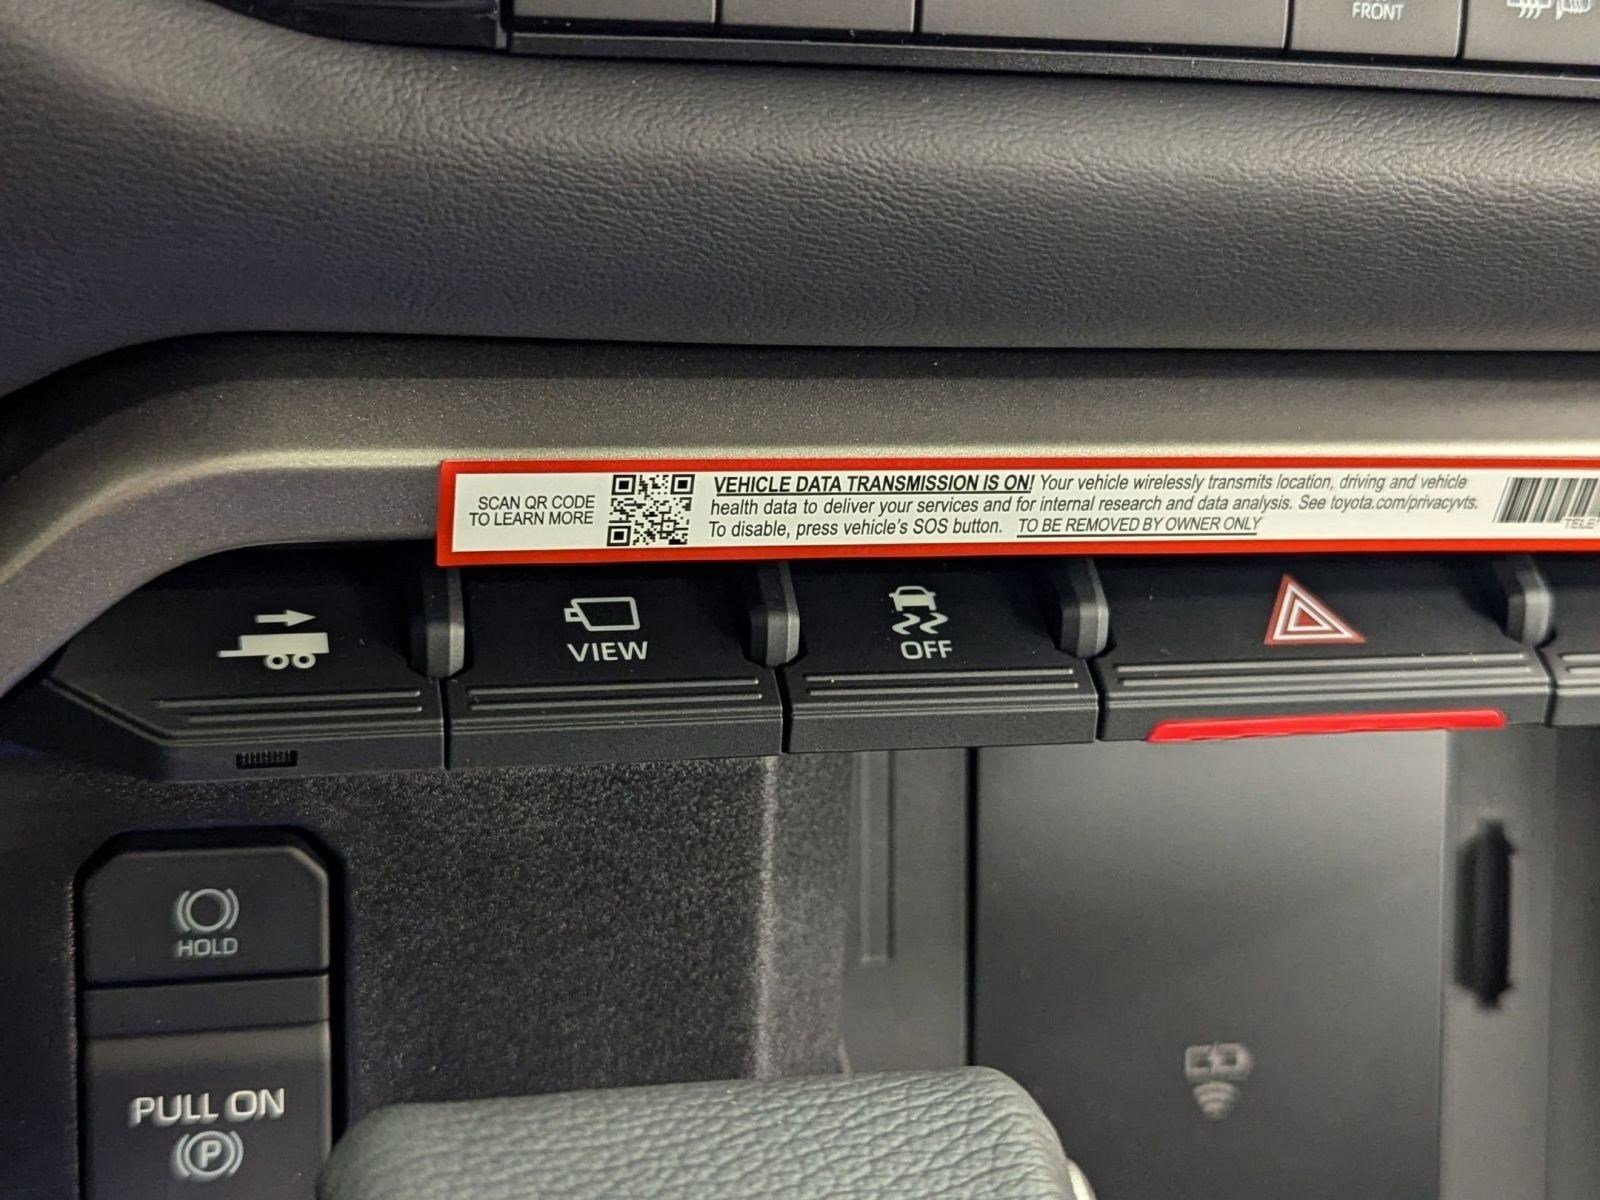 FRONT
SCAN QR CODE
TO LEARN MORE
VEHICLE DATA TRANSMISSION IS ON! Your vehicle wirelessly transmits location, driving and vehicle
health data to deliver your services and for internal research and data analysis. See toyota.com/privacyvts.
To disable, press vehicle's SOS button. TO BE REMOVED BY OWNER ONLY
VIEW
OFF
HOLD
PULL ON
P